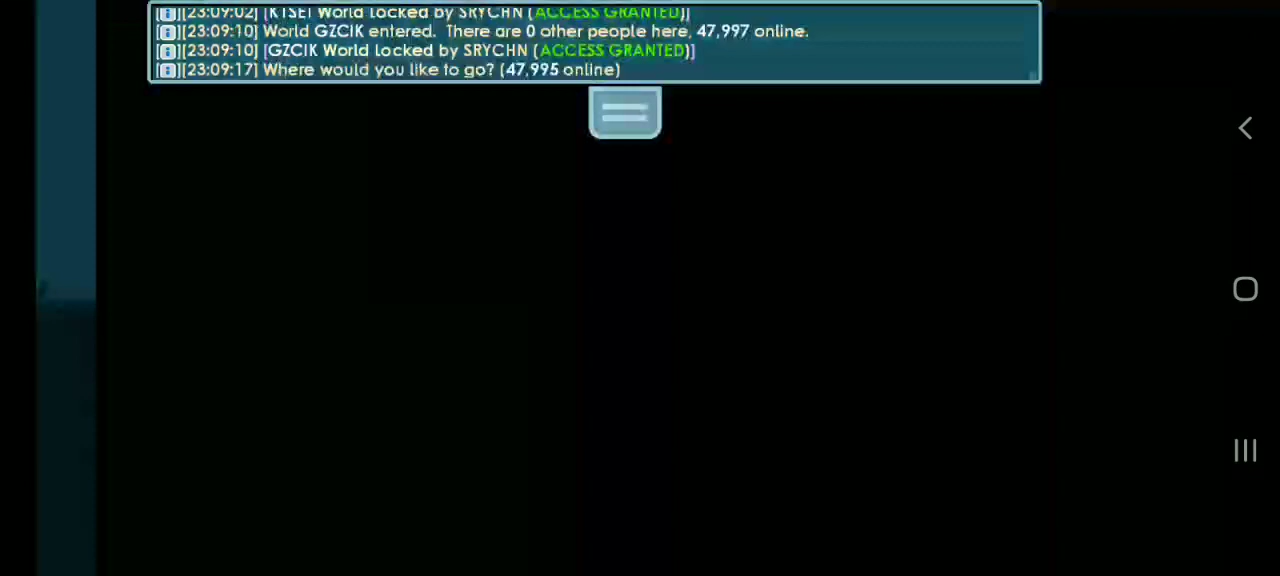 [i][23:09:02] [KTSEI World Locked by SRYCHN (ACCESS GRANTED)]
[i][23:09:10] World GZCIK entered.  There are 0 other people here, 47,997 online.
[i][23:09:10] [GZCIK World Locked by SRYCHN (ACCESS GRANTED)]
[i][23:09:17] Where would you like to go? (47,995 online)